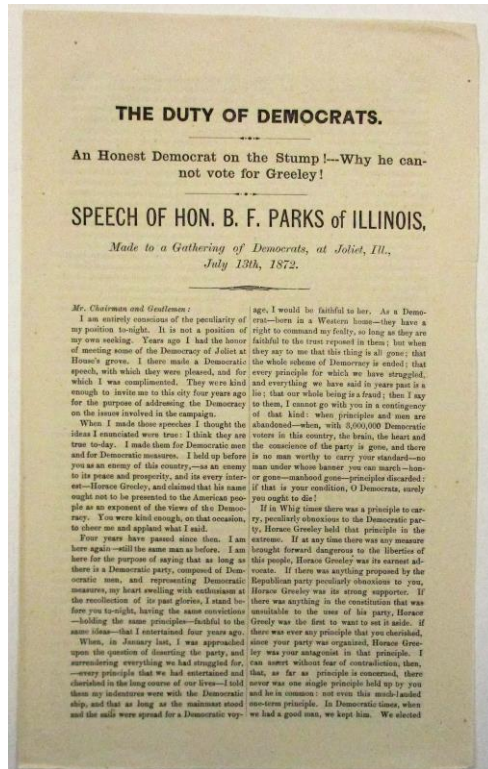 THE DUTY OF DEMOCRATS.
An Honest Democrat on the Stump!—Why he can-
not vote for Greeley!
SPEECH OF HON. B. F. PARKS of ILLINOIS,
Made to a Gathering of Democrats, at Joliet, Ill.,
July 13th, 1872.
Mr. Chairman and Gentlemen:
I am entirely conscious of the peculiarity of
my position to-night. It is not a position of
my own seeking. Years ago I had the honor
of meeting some of the Democracy of Joliet at
House's grove. I there made a Democratic
speech, with which they were pleased, and for
which I was complimented. They were kind
enough to invite me to this city four years ago
for the purpose of addressing the Democracy
on the issues involved in the campaign.
When I made those speeches I thought the
ideas I enunciated were true: I think they are
true to-day. I made them for Democratic men
and for Democratic measures. I held up before
you as an enemy of this country,—as an enemy
to its peace and prosperity, and its every inter-
est—Horace Greeley, and claimed that his name
ought not to be presented to the American peo-
ple as an exponent of the views of the Democ-
racy. You were kind enough, on that occasion,
to cheer me and applaud what I said.
Four years have passed since then. I am
here again—still the same man as before. I am
here for the purpose of saying that as long as
there is a Democratic party, composed of Dem-
ocratic men, and representing Democratic
measures, my heart swelling with enthusiasm at
the recollection of its past glories, I stand be-
fore you to-night, having the same convictions
—holding the same principles—faithful to the
same ideas—that I entertained four years ago.
When, in January last, I was approached
upon the question of deserting the party, and
surrendering everything we had struggled for,
—every principle that we had entertained and
cherished in the long course of our lives—I told
them my indentures were with the Democratic
ship, and that as long as the mainmast stood
and the sails were spread for a Democratic voy-
age, I would be faithful to her. As a Demo-
crat—born in a Western home—they have a
right to command my fealty, so long as they are
faithful to the trust reposed in them; but when
they say to me that this thing is all gone; that
the whole scheme of Democracy is ended; that
every principle for which we have struggled,
and everything we have said in years past is a
lie; that our whole being is a fraud; then I say
to them, I cannot go with you in a contingency
of that kind: when principles and men are
abandoned—when, with 3,000,000 Democratic
voters in this country, the brain, the heart and
the conscience of the party is gone, and there
is no man worthy to carry your standard—no
man under whose banner you can march—hon-
or gone—manhood gone—principles discarded:
if that is your condition, O Democrats, surely
you ought to die!
If in Whig times there was a principle to car-
ry, peculiarly obnoxious to the Democratic par-
ty, Horace Greeley held that principle in the
extreme. If at any time there was any measure
brought forward dangerous to the liberties of
this people, Horace Greeley was its earnest ad-
vocate. If there was anything proposed by the
Republican party peculiarly obnoxious to you,
Horace Greeley was its strong supporter. If
there was anything in the constitution that was
unsuitable to the uses of his party, Horace
Greely was the first to want to set it aside. if
there was ever any principle that you cherished,
since your party was organized, Horace Gree-
ley was your antagonist in that principle. I
can assert without fear of contradiction, then,
that, as far as principle is concerned, there
never was one single principle held up by you
and he in common: not even this much-lauded
one-term principle. In Democratic times, when
we had a good man, we kept him. We elected